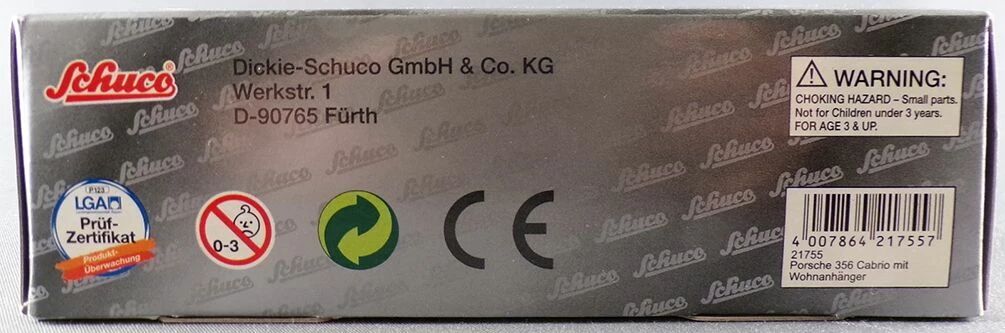 Schuco®
Dickie-Schuco GmbH & Co. KG
Werkstr. 1
D-90765 Fürth
WARNING:
CHOKING HAZARD – Small parts.
Not for Children under 3 years.
FOR AGE 3 & UP.
P.123
LGA
Prüf-
Zertifikat
Produkt-
Überwachung
0-3
CE
4 007864 217557
21755
Porsche 356 Cabrio mit
Wohnanhänger